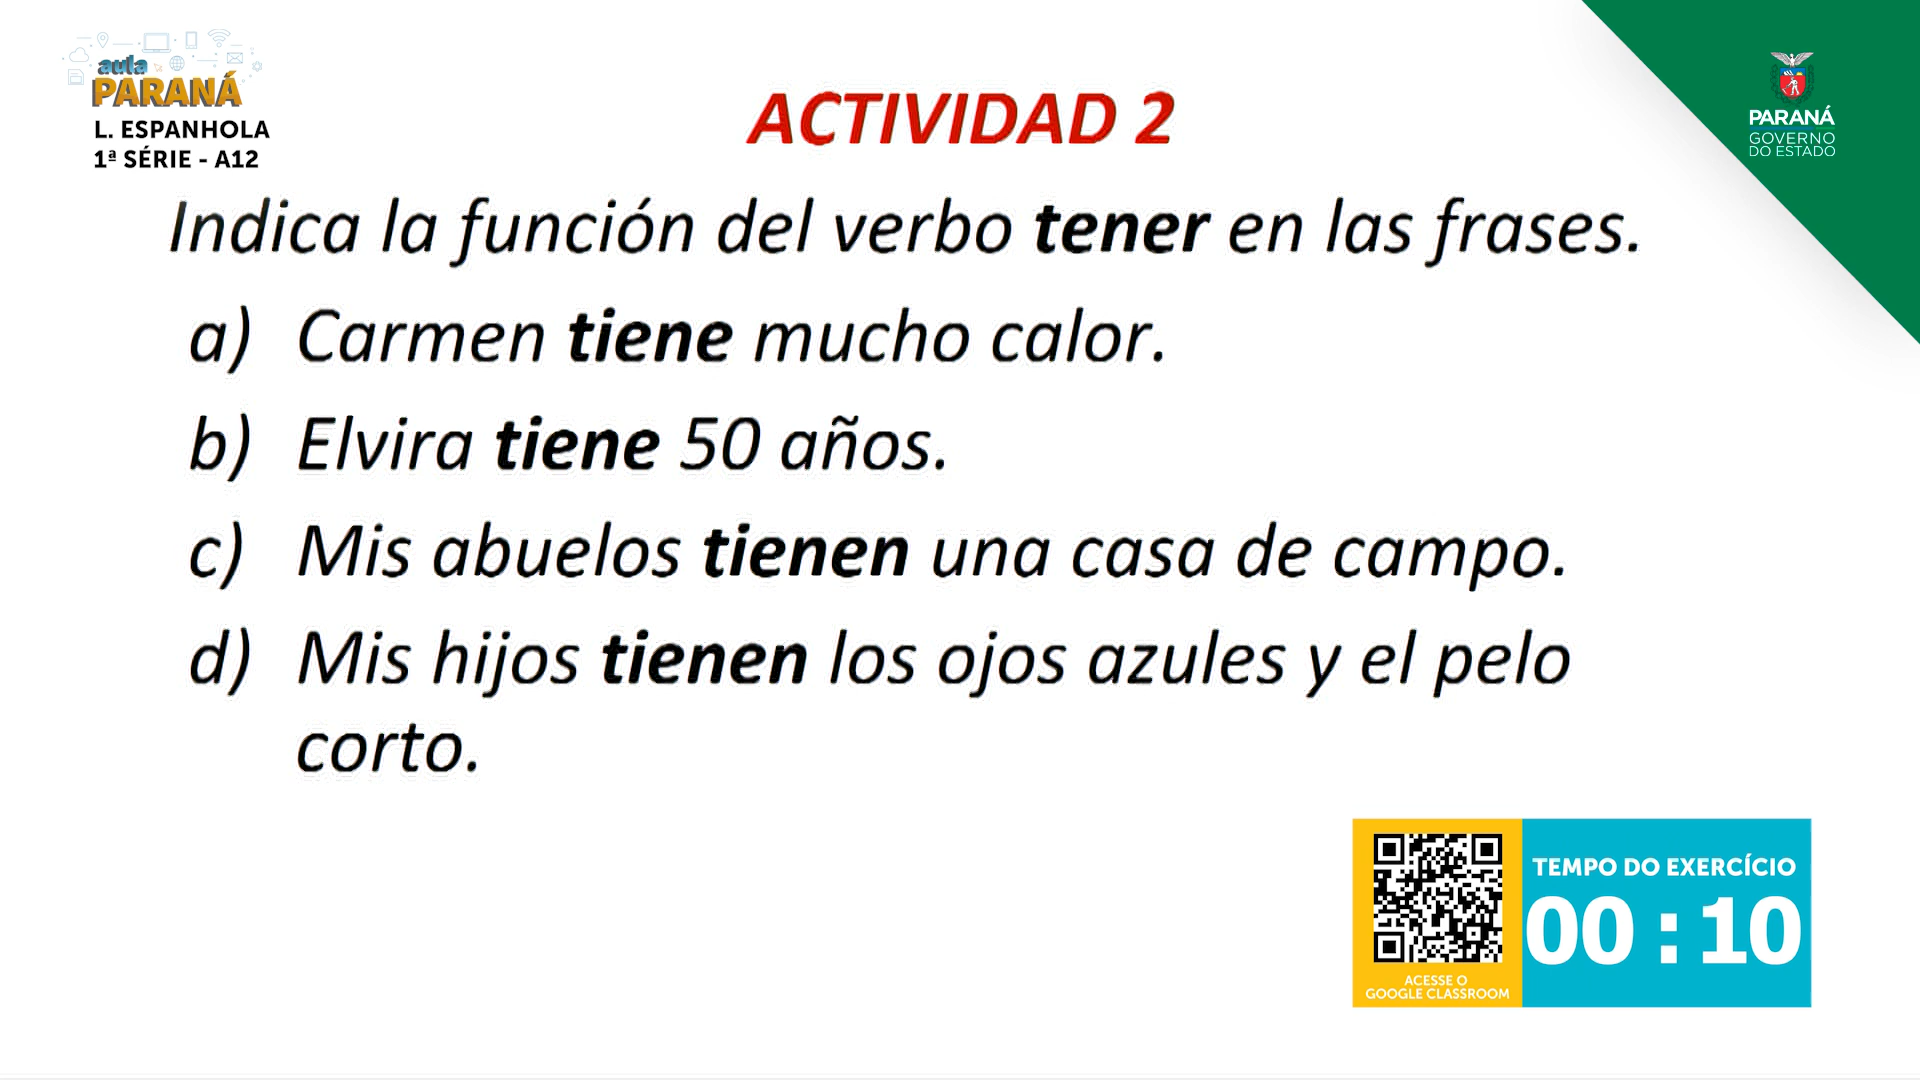 aula
PARANÁ
L. ESPANHOLA
1ª SÉRIE - A12
PARANÁ
GOVERNO
DO ESTADO
ACTIVIDAD 2
Indica la función del verbo tener en las frases.
a) Carmen tiene mucho calor.
b) Elvira tiene 50 años.
c) Mis abuelos tienen una casa de campo.
d) Mis hijos tienen los ojos azules y el pelo
corto.
ACESSE O
GOOGLE CLASSROOM
TEMPO DO EXERCÍCIO
00 : 10